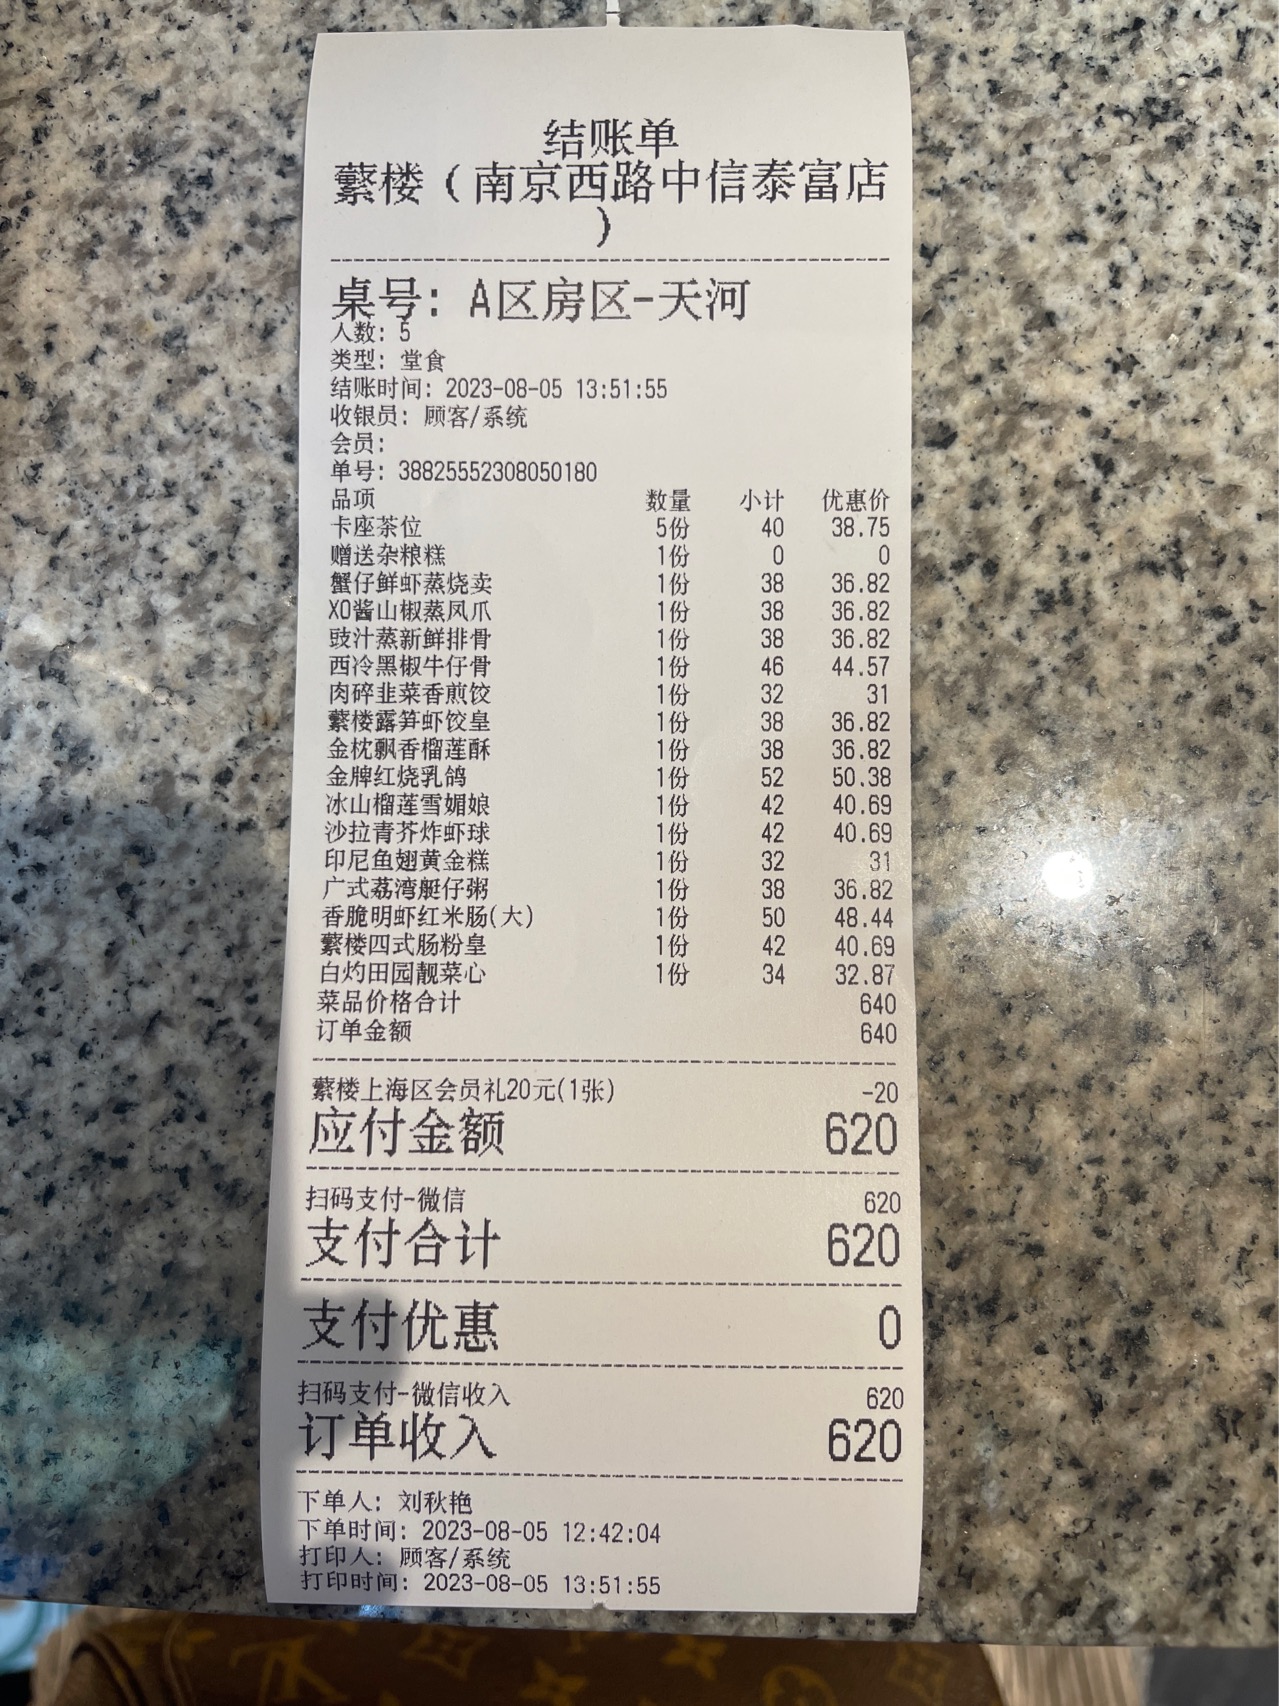 结账单
蘩楼（南京西路中信泰富店
）
桌号: A区房区-天河
人数: 5
类型: 堂食
结账时间: 2023-08-05 13:51:55
收银员: 顾客/系统
会员:
单号: 38825552308050180
品项 数量 小计 优惠价
卡座茶位 5份 40 38.75
赠送杂粮糕 1份 0 0
蟹仔鲜虾蒸烧卖 1份 38 36.82
XO酱山椒蒸凤爪 1份 38 36.82
豉汁蒸新鲜排骨 1份 38 36.82
西冷黑椒牛仔骨 1份 46 44.57
肉碎韭菜香煎饺 1份 32 31
蘩楼露笋虾饺皇 1份 38 36.82
金枕飘香榴莲酥 1份 38 36.82
金牌红烧乳鸽 1份 52 50.38
冰山榴莲雪媚娘 1份 42 40.69
沙拉青芥炸虾球 1份 42 40.69
印尼鱼翅黄金糕 1份 32 31
广式荔湾艇仔粥 1份 38 36.82
香脆明虾红米肠(大) 1份 50 48.44
蘩楼四式肠粉皇 1份 42 40.69
白灼田园靓菜心 1份 34 32.87
菜品价格合计 640
订单金额 640
蘩楼上海区会员礼20元(1张) -20
应付金额 620
扫码支付-微信 620
支付合计 620
支付优惠 0
扫码支付-微信收入 620
订单收入 620
下单人: 刘秋艳
下单时间: 2023-08-05 12:42:04
打印人: 顾客/系统
打印时间: 2023-08-05 13:51:55